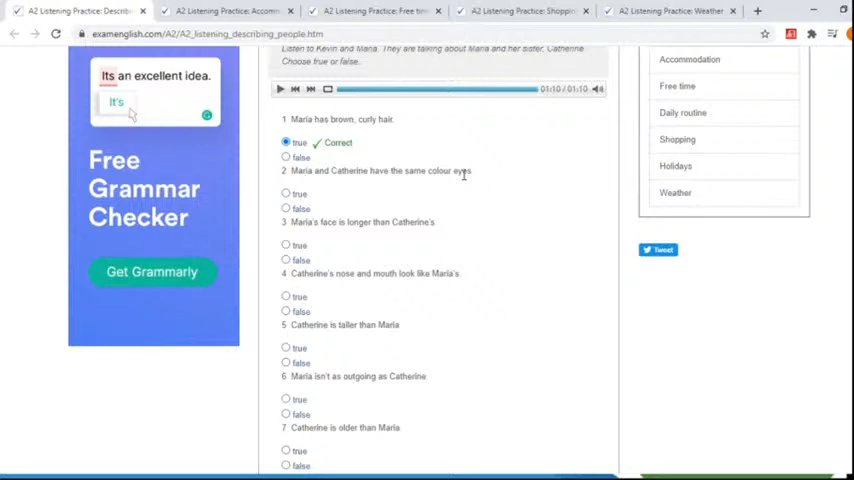 A2 Listening Practice: Describi
A2 Listening Practice: Accomm
A2 Listening Practice: Free time
A2 Listening Practice: Shopping
A2 Listening Practice: Weather
examenglish.com/A2/A2_listening_describing_people.htm
Its an excellent idea.
It's
Free
Grammar
Checker
Get Grammarly
Listen to Kevin and Maria. They are talking about Maria and her sister, Catherine.
Choose true or false.
01:10 / 01:10
1 Maria has brown, curly hair.
true Correct
false
2 Maria and Catherine have the same colour eyes
true
false
3 Maria's face is longer than Catherine's
true
false
4 Catherine's nose and mouth look like Maria's.
true
false
5 Catherine is taller than Maria
true
false
6 Maria isn't as outgoing as Catherine
true
false
7 Catherine is older than Maria
true
false
Accommodation
Free time
Daily routine
Shopping
Holidays
Weather
Tweet